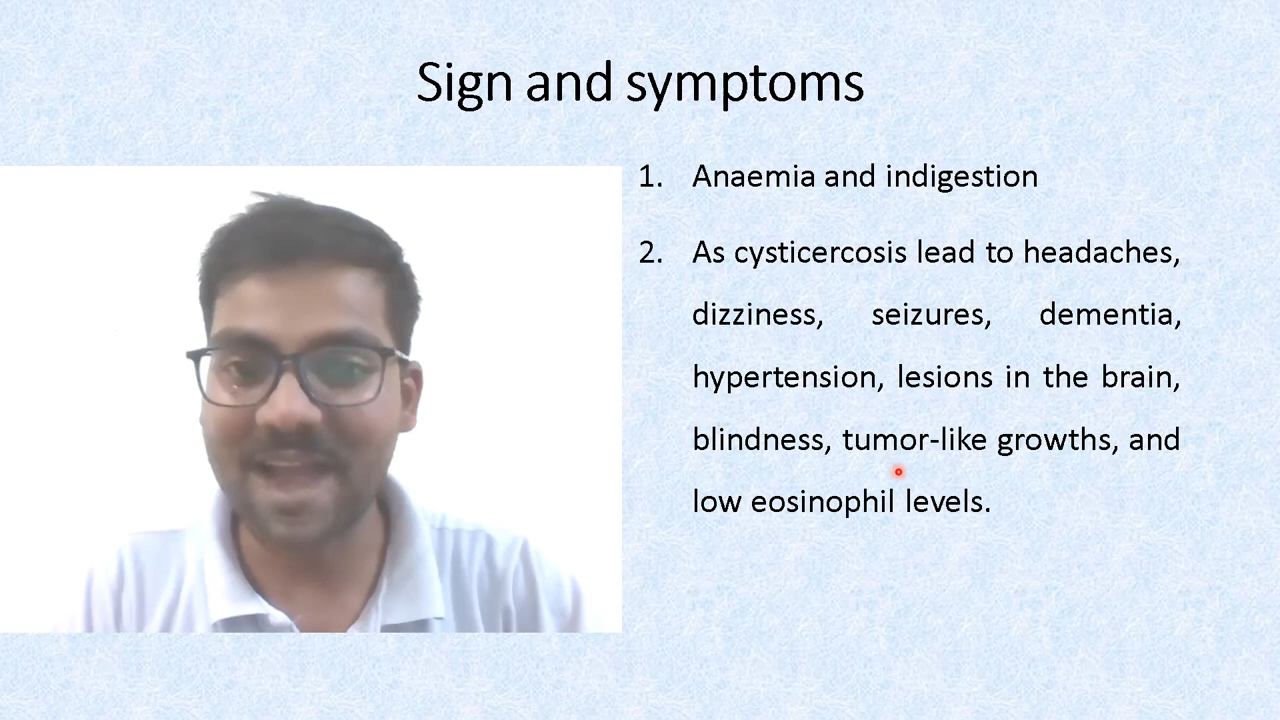 Sign and symptoms
1. Anaemia and indigestion
2. As cysticercosis lead to headaches,
dizziness, seizures, dementia,
hypertension, lesions in the brain,
blindness, tumor-like growths, and
low eosinophil levels.